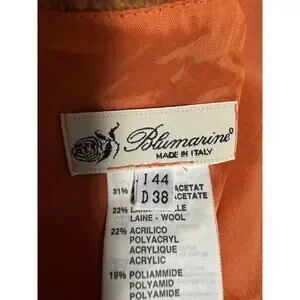 Blumarine®
MADE IN ITALY
I 44
D 38
31% ACETAT
ACETATE
22% LANA
LAINE - WOOL
22% ACRILICO
POLYACRYL
ACRYLIQUE
ACRYLIC
19% POLIAMMIDE
POLYAMID
POLYAMIDE